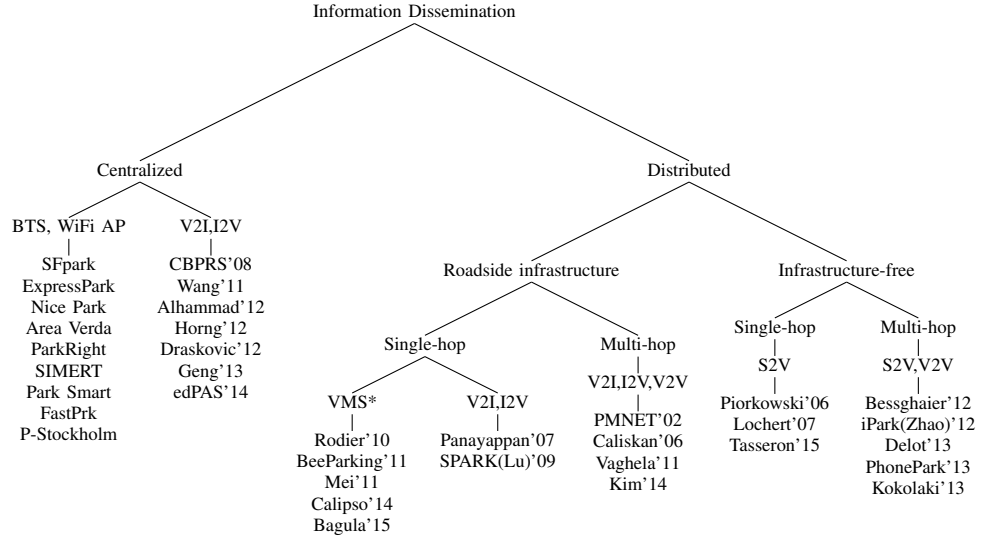 Information Dissemination
Centralized
Distributed
BTS, WiFi AP
V2I,I2V
SFpark
ExpressPark
Nice Park
Area Verda
ParkRight
SIMERT
Park Smart
FastPrk
P-Stockholm
CBPRS'08
Wang'11
Alhammad'12
Horng'12
Draskovic'12
Geng'13
edPAS'14
Roadside infrastructure
Infrastructure-free
Single-hop
Multi-hop
VMS*
V2I,I2V
V2I,I2V,V2V
Rodier'10
BeeParking'11
Mei'11
Calipso'14
Bagula'15
Panayappan'07
SPARK(Lu)'09
PMNET'02
Caliskan'06
Vaghela'11
Kim'14
Single-hop
Multi-hop
S2V
S2V,V2V
Piorkowski'06
Lochert'07
Tasseron'15
Bessghaier'12
iPark(Zhao)'12
Delot'13
PhonePark'13
Kokolaki'13